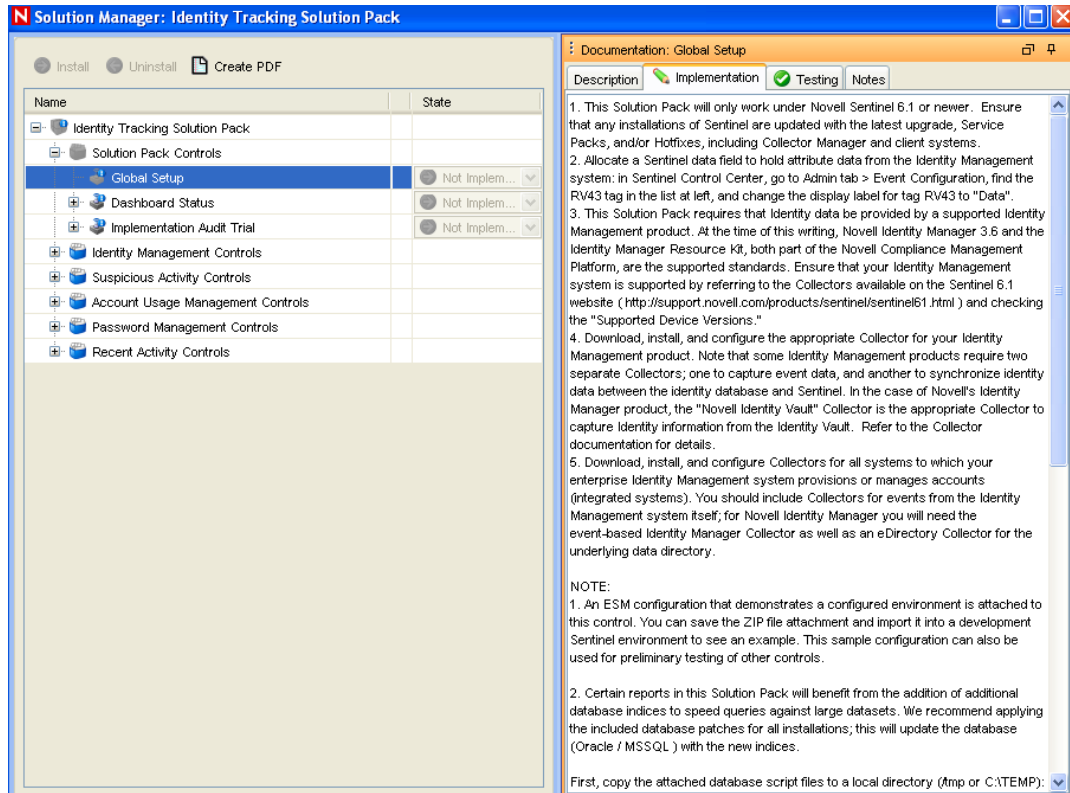 Solution Manager: Identity Tracking Solution Pack
Install Uninstall Create PDF
Name State
Identity Tracking Solution Pack
Solution Pack Controls
Global Setup Not Implem...
Dashboard Status Not Implem...
Implementation Audit Trial Not Implem...
Identity Management Controls
Suspicious Activity Controls
Account Usage Management Controls
Password Management Controls
Recent Activity Controls
Documentation: Global Setup
Description Implementation Testing Notes
1. This Solution Pack will only work under Novell Sentinel 6.1 or newer. Ensure
that any installations of Sentinel are updated with the latest upgrade, Service
Packs, and/or Hotfixes, including Collector Manager and client systems.
2. Allocate a Sentinel data field to hold attribute data from the Identity Management
system: in Sentinel Control Center, go to Admin tab > Event Configuration, find the
RV43 tag in the list at left, and change the display label for tag RV43 to "Data".
3. This Solution Pack requires that Identity data be provided by a supported Identity
Management product. At the time of this writing, Novell Identity Manager 3.6 and the
Identity Manager Resource Kit, both part of the Novell Compliance Management
Platform, are the supported standards. Ensure that your Identity Management
system is supported by referring to the Collectors available on the Sentinel 6.1
website ( http://support.novell.com/products/sentinel/sentinel61.html ) and checking
the "Supported Device Versions."
4. Download, install, and configure the appropriate Collector for your Identity
Management product. Note that some Identity Management products require two
separate Collectors; one to capture event data, and another to synchronize identity
data between the identity database and Sentinel. In the case of Novell's Identity
Manager product, the "Novell Identity Vault" Collector is the appropriate Collector to
capture Identity information from the Identity Vault. Refer to the Collector
documentation for details.
5. Download, install, and configure Collectors for all systems to which your
enterprise Identity Management system provisions or manages accounts
(integrated systems). You should include Collectors for events from the Identity
Management system itself; for Novell Identity Manager you will need the
event-based Identity Manager Collector as well as an eDirectory Collector for the
underlying data directory.
NOTE:
1. An ESM configuration that demonstrates a configured environment is attached to
this control. You can save the ZIP file attachment and import it into a development
Sentinel environment to see an example. This sample configuration can also be
used for preliminary testing of other controls.
2. Certain reports in this Solution Pack will benefit from the addition of additional
database indices to speed queries against large datasets. We recommend applying
the included database patches for all installations; this will update the database
(Oracle / MSSQL ) with the new indices.
First, copy the attached database script files to a local directory (/tmp or C:\TEMP):